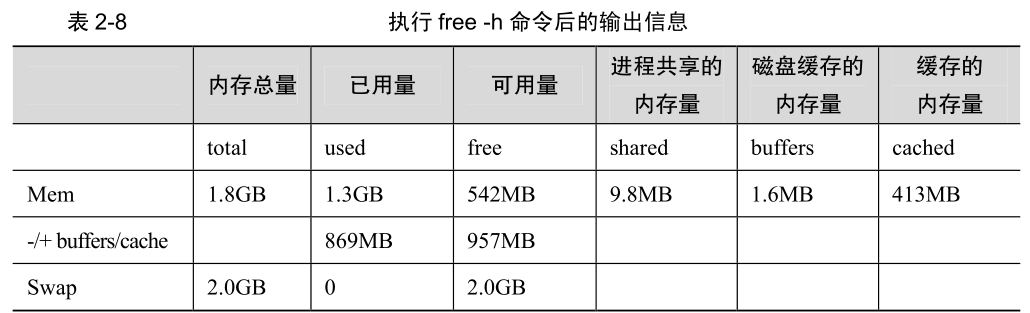 表 2-8 执行 free -h 命令后的输出信息
内存总量 已用量 可用量 进程共享的内存量 磁盘缓存的内存量 缓存的内存量
total used free shared buffers cached
Mem 1.8GB 1.3GB 542MB 9.8MB 1.6MB 413MB
-/+ buffers/cache 869MB 957MB
Swap 2.0GB 0 2.0GB